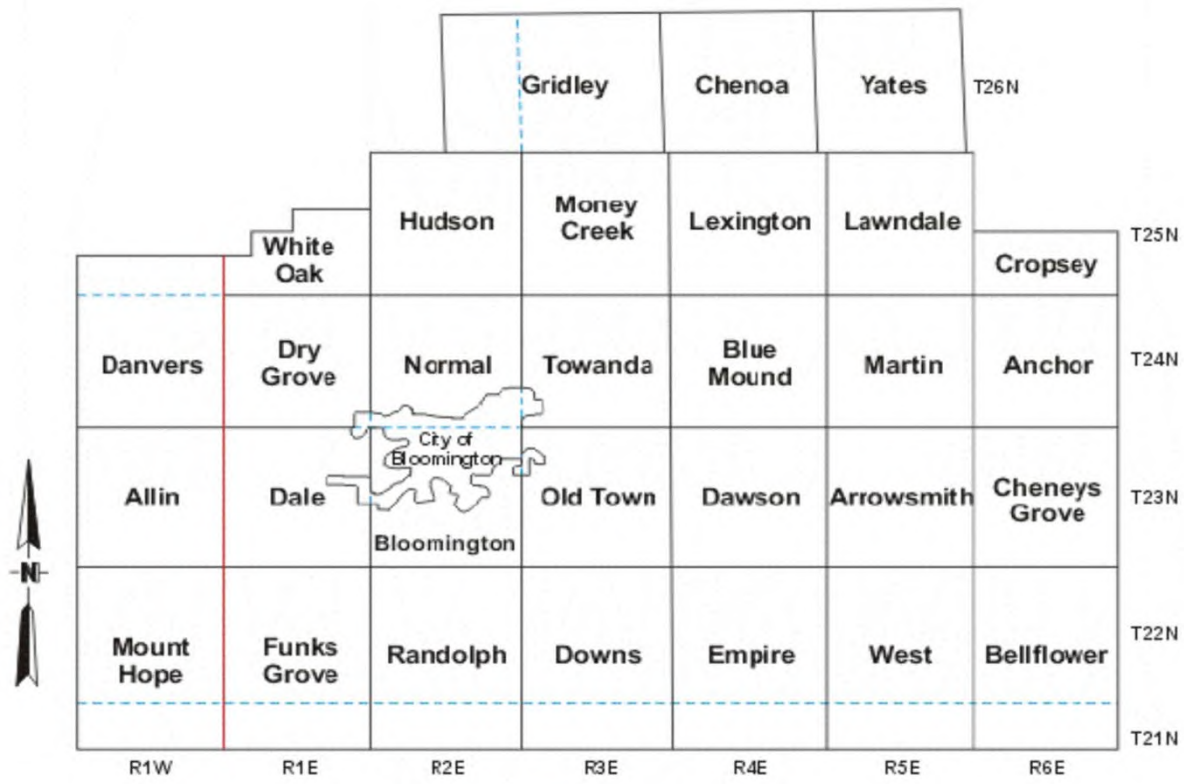 Gridley
Chenoa
Yates
T26N
Hudson
Money
Creek
Lexington
Lawndale
T25N
White
Oak
Cropsey
Danvers
Dry
Grove
Normal
Towanda
Blue
Mound
Martin
Anchor
T24N
City of
Bloomington
Allin
Dale
Old Town
Dawson
Arrowsmith
Cheneys
Grove
T23N
Bloomington
N
Mount
Hope
Funks
Grove
Randolph
Downs
Empire
West
Bellflower
T22N
T21N
R1W
R1E
R2E
R3E
R4E
R5E
R6E